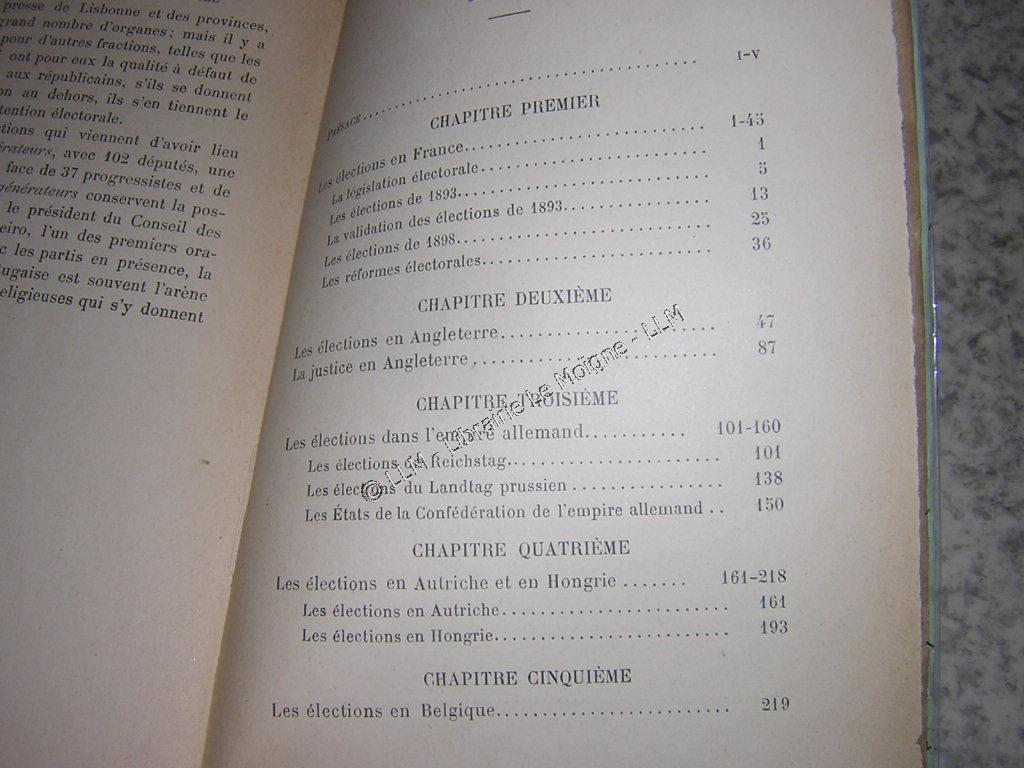 presse de Lisbonne et des provinces,
grand nombre d'organes; mais il y a
pour d'autres fractions, telles que les
ont pour eux la qualité à défaut de
aux républicains, s'ils se donnent
on au dehors, ils s'en tiennent le
tention électorale.
tions qui viennent d'avoir lieu
érateurs, avec 102 députés, une
face de 37 progressistes et de
générateurs conservent la pos-
le président du Conseil des
eiro, l'un des premiers ora-
c les partis en présence, la
ugaise est souvent l'arène
eligieuses qui s'y donnent
PRÉFACE . . . . . . . . . . I-V
CHAPITRE PREMIER
Les élections en France. . . . . . . . . . 1-45
La législation électorale. . . . . . . . . . 1
Les élections de 1893. . . . . . . . . . 5
La validation des élections de 1893. . . . . . . . . . 13
Les élections de 1898. . . . . . . . . . 25
Les réformes électorales. . . . . . . . . . 36
CHAPITRE DEUXIÈME
Les élections en Angleterre. . . . . . . . . . 47
La justice en Angleterre . . . . . . . . . . 87
CHAPITRE TROISIÈME
Les élections dans l'empire allemand. . . . . . . . . . 101-160
Les élections du Reichstag. . . . . . . . . . 101
Les élections du Landtag prussien . . . . . . . . . . 138
Les États de la Confédération de l'empire allemand . . 150
CHAPITRE QUATRIÈME
Les élections en Autriche et en Hongrie . . . . . . . 161-218
Les élections en Autriche. . . . . . . . . . 161
Les élections en Hongrie. . . . . . . . . . 193
CHAPITRE CINQUIÈME
Les élections en Belgique. . . . . . . . . . 219
© LLM - Librairie Le Moigne - LLM